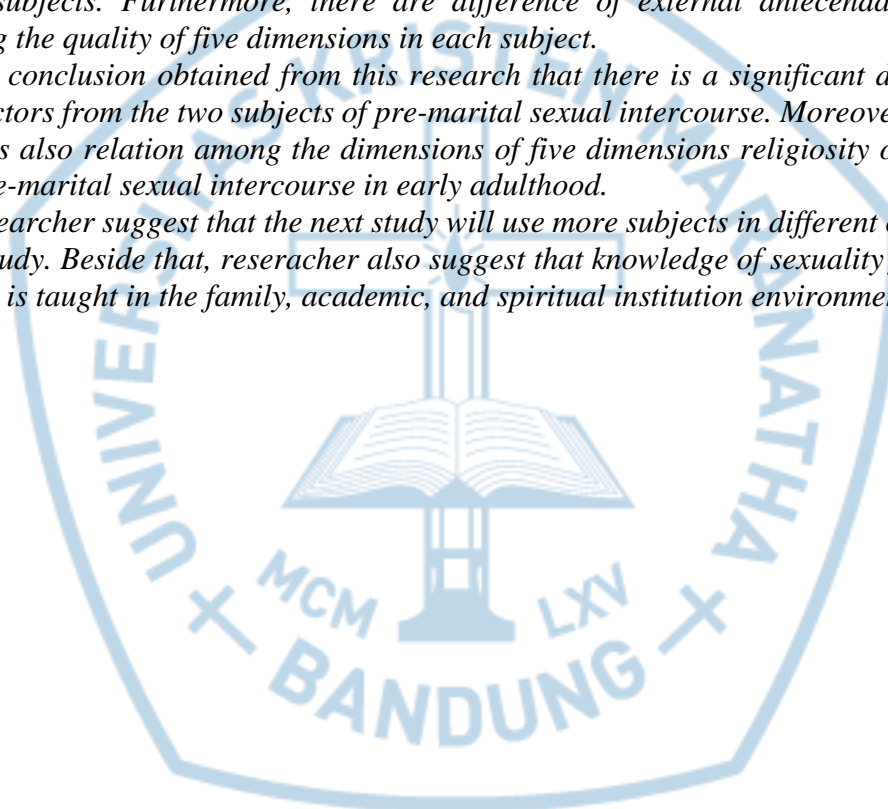 subjects. Furthermore, there are difference of external antecenda
g the quality of five dimensions in each subject.
conclusion obtained from this research that there is a significant d
ctors from the two subjects of pre-marital sexual intercourse. Moreove
s also relation among the dimensions of five dimensions religiosity o
e-marital sexual intercourse in early adulthood.
earcher suggest that the next study will use more subjects in different
udy. Beside that, reseracher also suggest that knowledge of sexuality
is taught in the family, academic, and spiritual institution environme
UNIVERSITAS KRISTEN MARANATHA
MCM LXV
BANDUNG